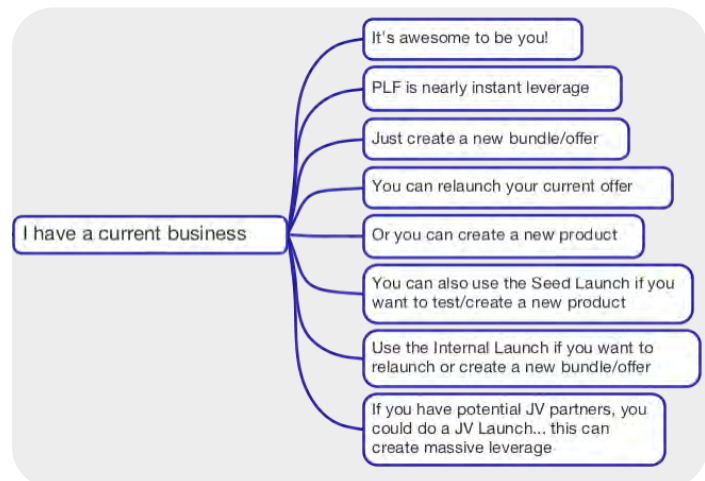 It's awesome to be you!
PLF is nearly instant leverage
Just create a new bundle/offer
You can relaunch your current offer
I have a current business
Or you can create a new product
You can also use the Seed Launch if you
want to test/create a new product
Use the Internal Launch if you want to
relaunch or create a new bundle/offer
If you have potential JV partners, you
could do a JV Launch... this can
create massive leverage